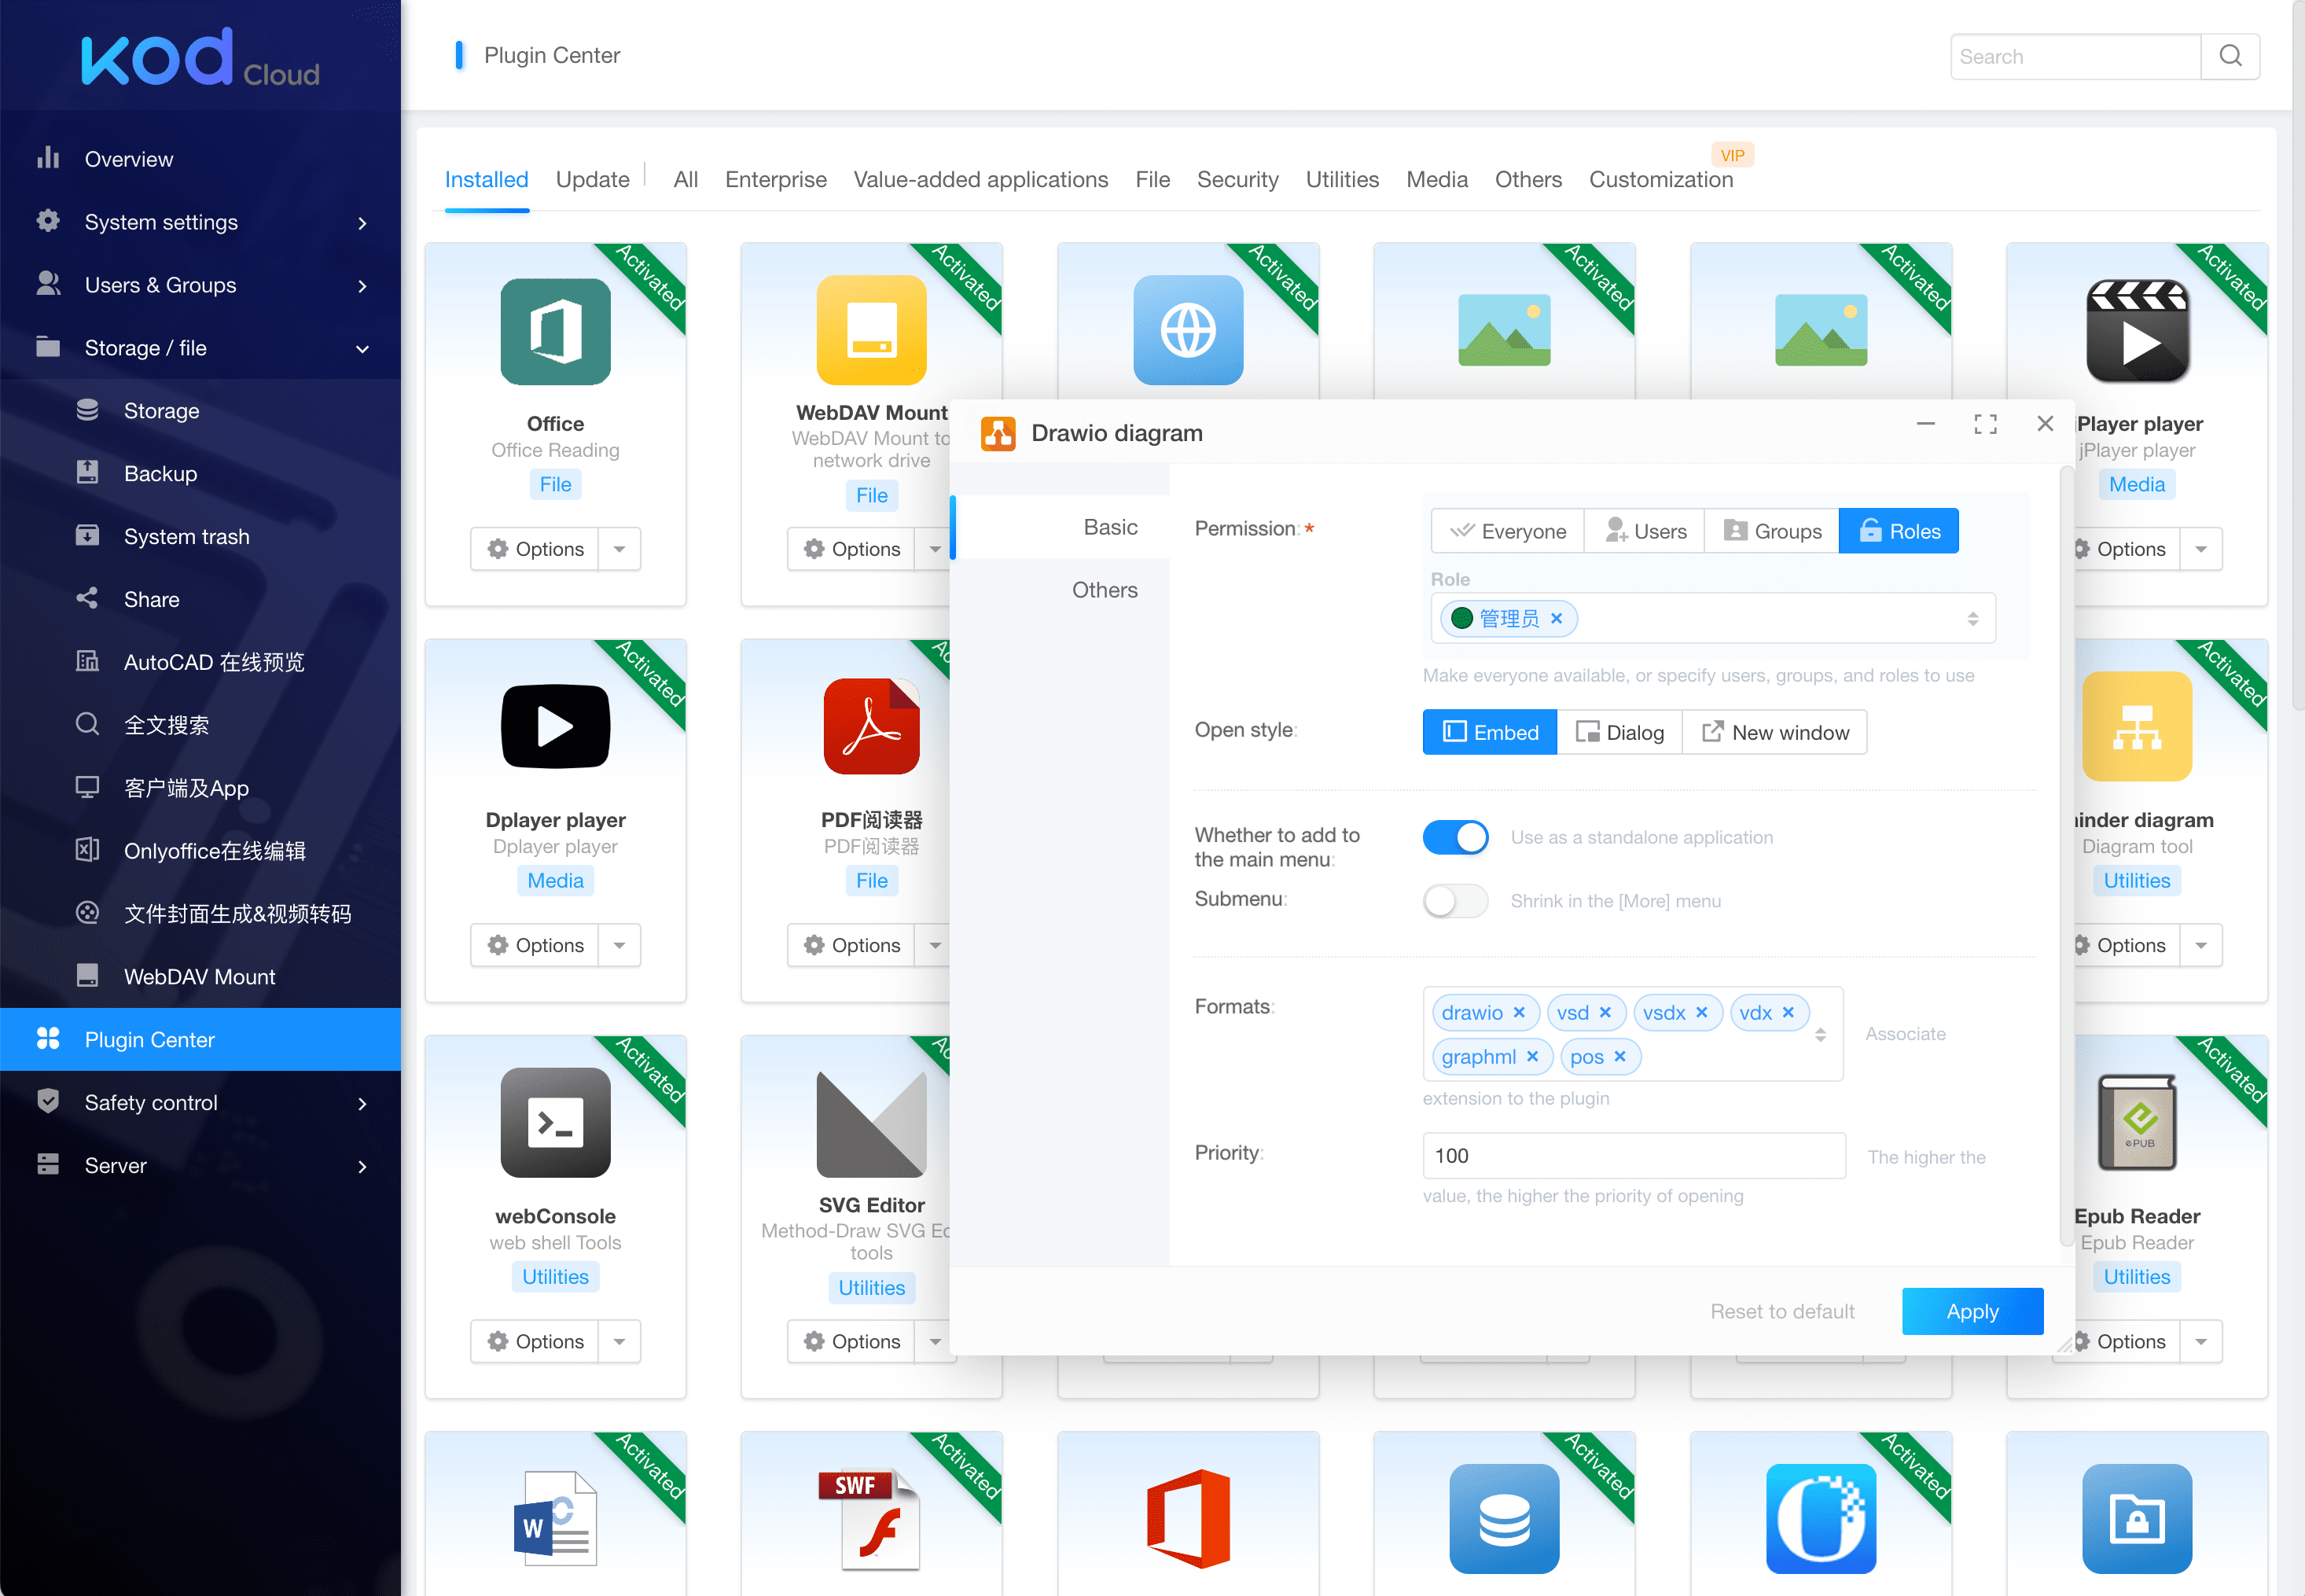 kod Cloud
Overview
System settings
Users & Groups
Storage / file
Storage
Backup
System trash
Share
AutoCAD 在线预览
全文搜索
客户端及App
Onlyoffice在线编辑
文件封面生成&视频转码
WebDAV Mount
Plugin Center
Safety control
Server
Plugin Center
Search
VIP
Installed Update All Enterprise Value-added applications File Security Utilities Media Others Customization
Activated Activated Activated Activated Activated Activated
Office
Office Reading
File
Options
WebDAV Mount
WebDAV Mount to
network drive
File
Options
Player player
jPlayer player
Media
Options
Activated Activated
Dplayer player
Dplayer player
Media
Options
PDF阅读器
PDF阅读器
File
Options
inder diagram
Diagram tool
Utilities
Options
Activated Activated
webConsole
web shell Tools
Utilities
Options
SVG Editor
Method-Draw SVG
tools
Utilities
Options
ePUB
Epub Reader
Epub Reader
Utilities
Options
Activated Activated Activated Activated
W
SWF
Drawio diagram
Basic
Others
Permission: *
Everyone Users Groups Roles
Role
管理员
Make everyone available, or specify users, groups, and roles to use
Open style:
Embed Dialog New window
Whether to add to
the main menu:
Use as a standalone application
Submenu:
Shrink in the [More] menu
Formats:
drawio vsd vsdx vdx
graphml pos
Associate
extension to the plugin
Priority:
100
The higher the
value, the higher the priority of opening
Reset to default
Apply